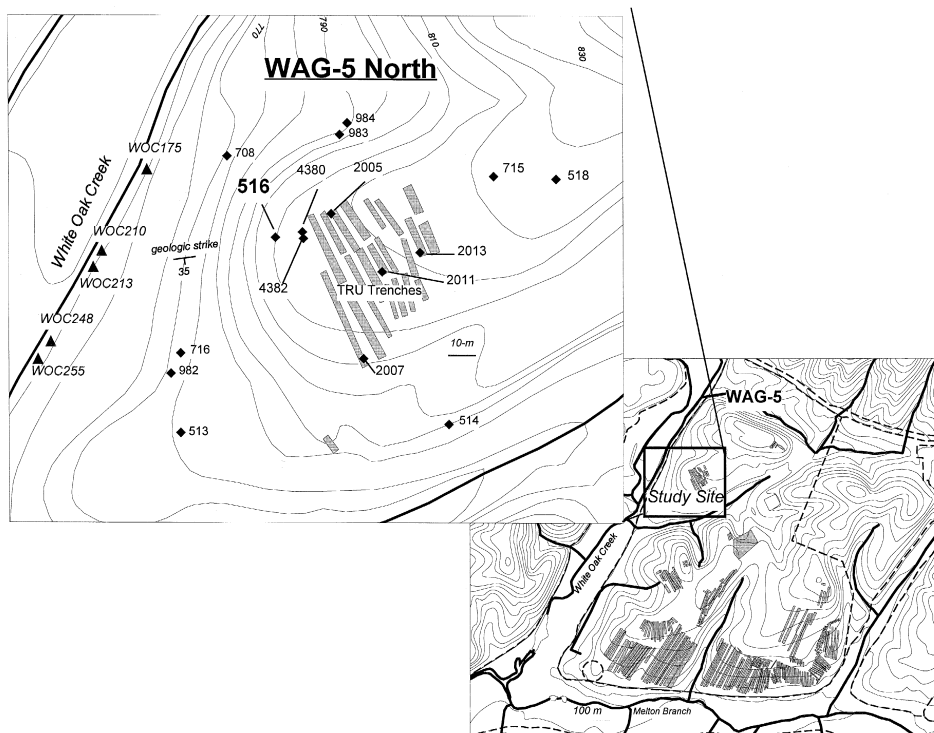 770
790
810
830
WAG-5 North
984
983
WOC175
708
4380
2005
715
518
516
White Oak Creek
WOC210
geologic strike
35
2013
WOC213
4382
2011
TRU Trenches
WOC248
716
10-m
WOC255
982
2007
514
513
WAG-5
Study Site
White Oak Creek
100 m
Melton Branch